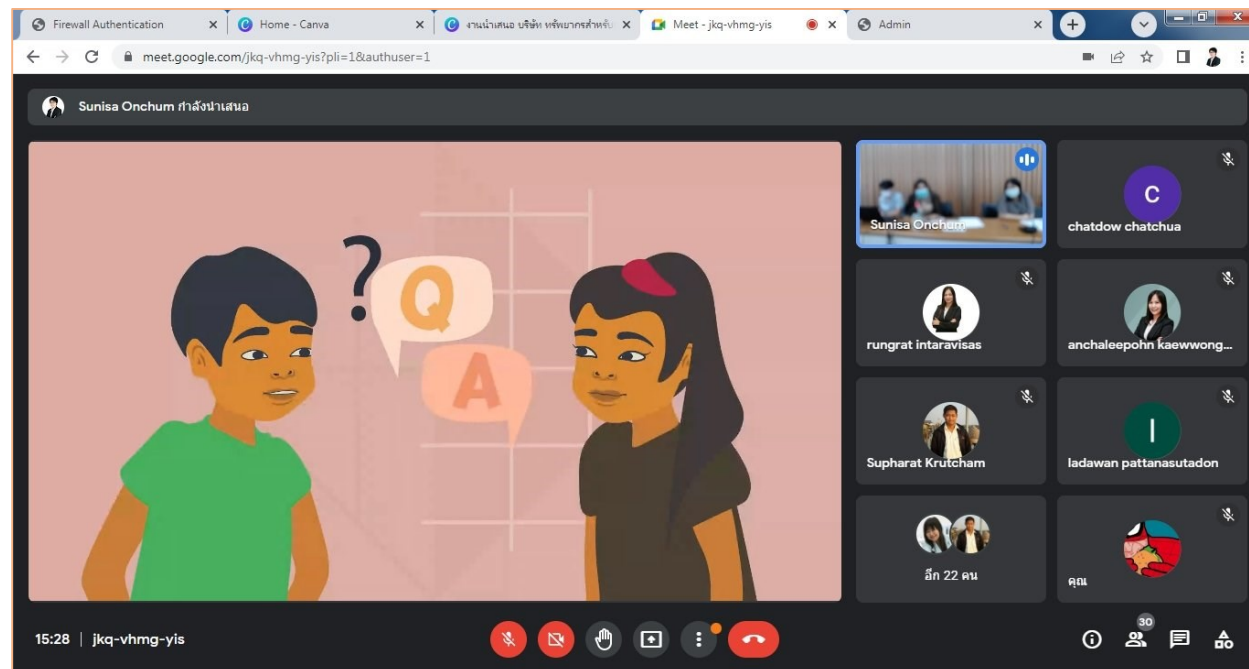 Firewall Authentication
Home - Canva
งานนำเสนอ บริษัท ทรัพยากรสำหรับ
Meet - jkq-vhmg-yis
Admin
meet.google.com/jkq-vhmg-yis?pli=1&authuser=1
Sunisa Onchum กำลังนำเสนอ
?
Q
A
Sunisa Onchum
C
chatdow chatchua
rungrat intaravisas
anchaleepohn kaewwong...
Supharat Krutcham
l
ladawan pattanasutadon
อีก 22 คน
คุณ
15:28 | jkq-vhmg-yis
30